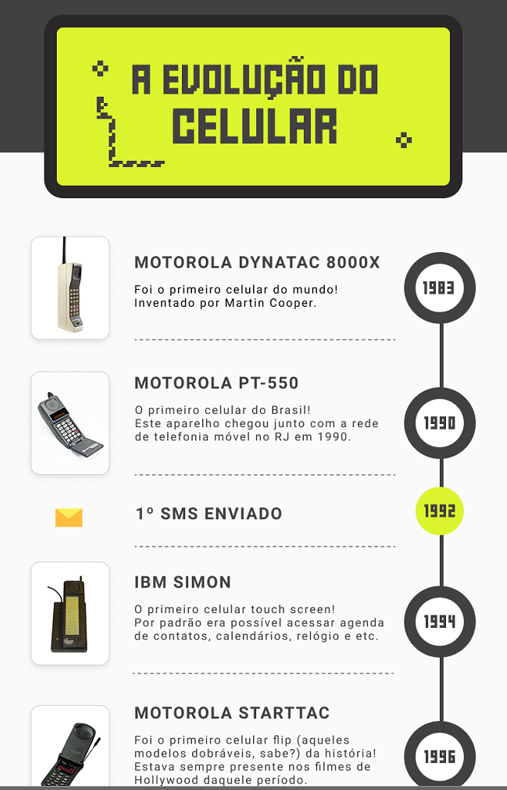 A EVOLUÇÃO DO
CELULAR
MOTOROLA DYNATAC 8000X
Foi o primeiro celular do mundo!
Inventado por Martin Cooper.
1983
MOTOROLA PT-550
O primeiro celular do Brasil!
Este aparelho chegou junto com a rede
de telefonia móvel no RJ em 1990.
1990
1º SMS ENVIADO
1992
IBM SIMON
O primeiro celular touch screen!
Por padrão era possível acessar agenda
de contatos, calendários, relógio e etc.
1994
MOTOROLA STARTTAC
Foi o primeiro celular flip (aqueles
modelos dobráveis, sabe?) da história!
Estava sempre presente nos filmes de
Hollywood daquele período.
1996